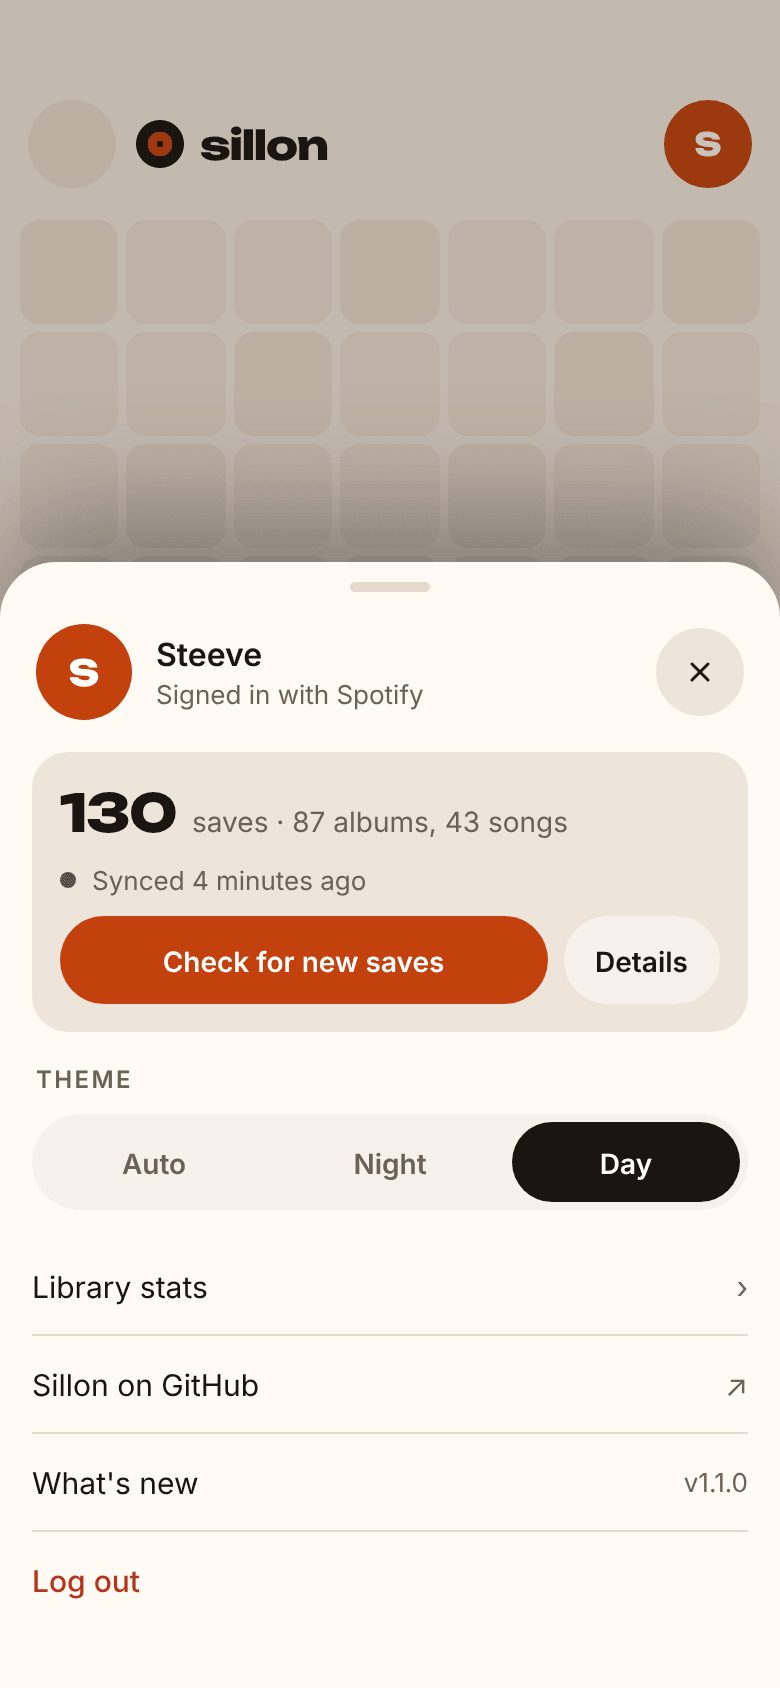 sillon
S
S
Steeve
Signed in with Spotify
130 saves · 87 albums, 43 songs
Synced 4 minutes ago
Check for new saves
Details
THEME
Auto
Night
Day
Library stats
Sillon on GitHub
What's new
v1.1.0
Log out